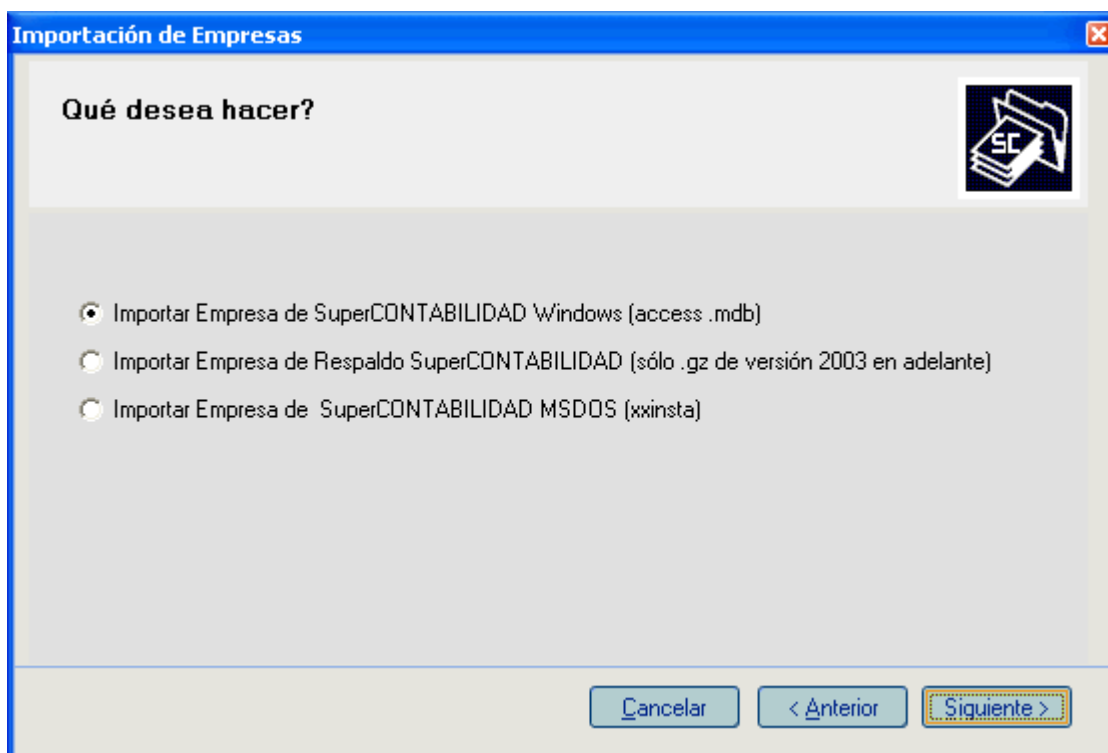 Importación de Empresas
Qué desea hacer?
SC
Importar Empresa de SuperCONTABILIDAD Windows (access .mdb)
Importar Empresa de Respaldo SuperCONTABILIDAD (sólo .gz de versión 2003 en adelante)
Importar Empresa de  SuperCONTABILIDAD MSDOS (xxinsta)
Cancelar
< Anterior
Siguiente >